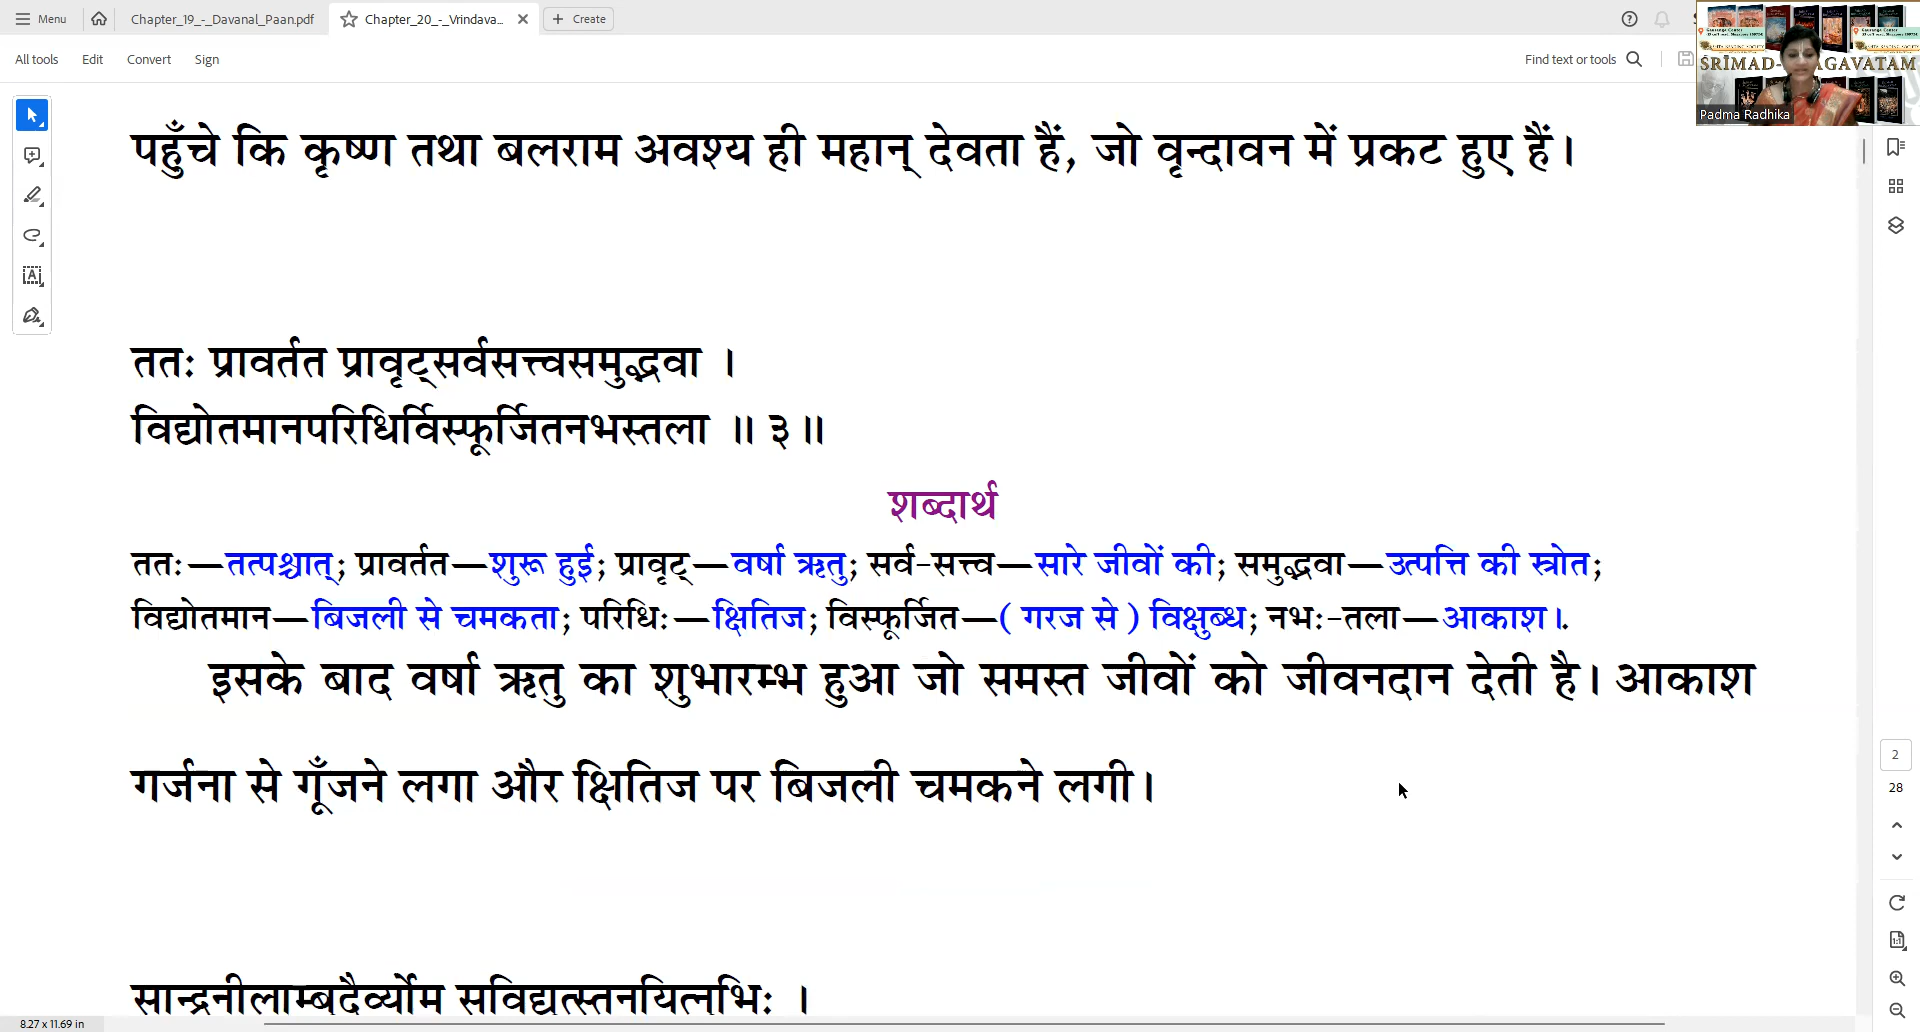 Menu
Chapter_19_-_Davanal_Paan.pdf
Chapter_20_-_Vrindava...
Create
All tools
Edit
Convert
Sign
Find text or tools
ŚRĪMAD-
AGAVATAM
Padma Radhika
पहुँचे कि कृष्ण तथा बलराम अवश्य ही महान् देवता हैं, जो वृन्दावन में प्रकट हुए हैं।
ततः प्रावर्तत प्रावृट्सर्वसत्त्वसमुद्भवा ।
विद्योतमानपरिधिर्विस्फूर्जितनभस्तला ॥ ३॥
शब्दार्थ
ततः—तत्पश्चात्; प्रावर्तत—शुरू हुई; प्रावृट्—वर्षा ऋतु; सर्व-सत्त्व—सारे जीवों की; समुद्भवा—उत्पत्ति की स्त्रोत;
विद्योतमान—बिजली से चमकता; परिधिः—क्षितिज; विस्फूर्जित—( गरज से ) विक्षुब्ध; नभः-तला—आकाश।.
इसके बाद वर्षा ऋतु का शुभारम्भ हुआ जो समस्त जीवों को जीवनदान देती है। आकाश
गर्जना से गूँजने लगा और क्षितिज पर बिजली चमकने लगी।
सान्द्रनीलाम्बुदैर्व्योम सविद्युत्स्तनयित्नुभिः ।
2
28
8.27 x 11.69 in